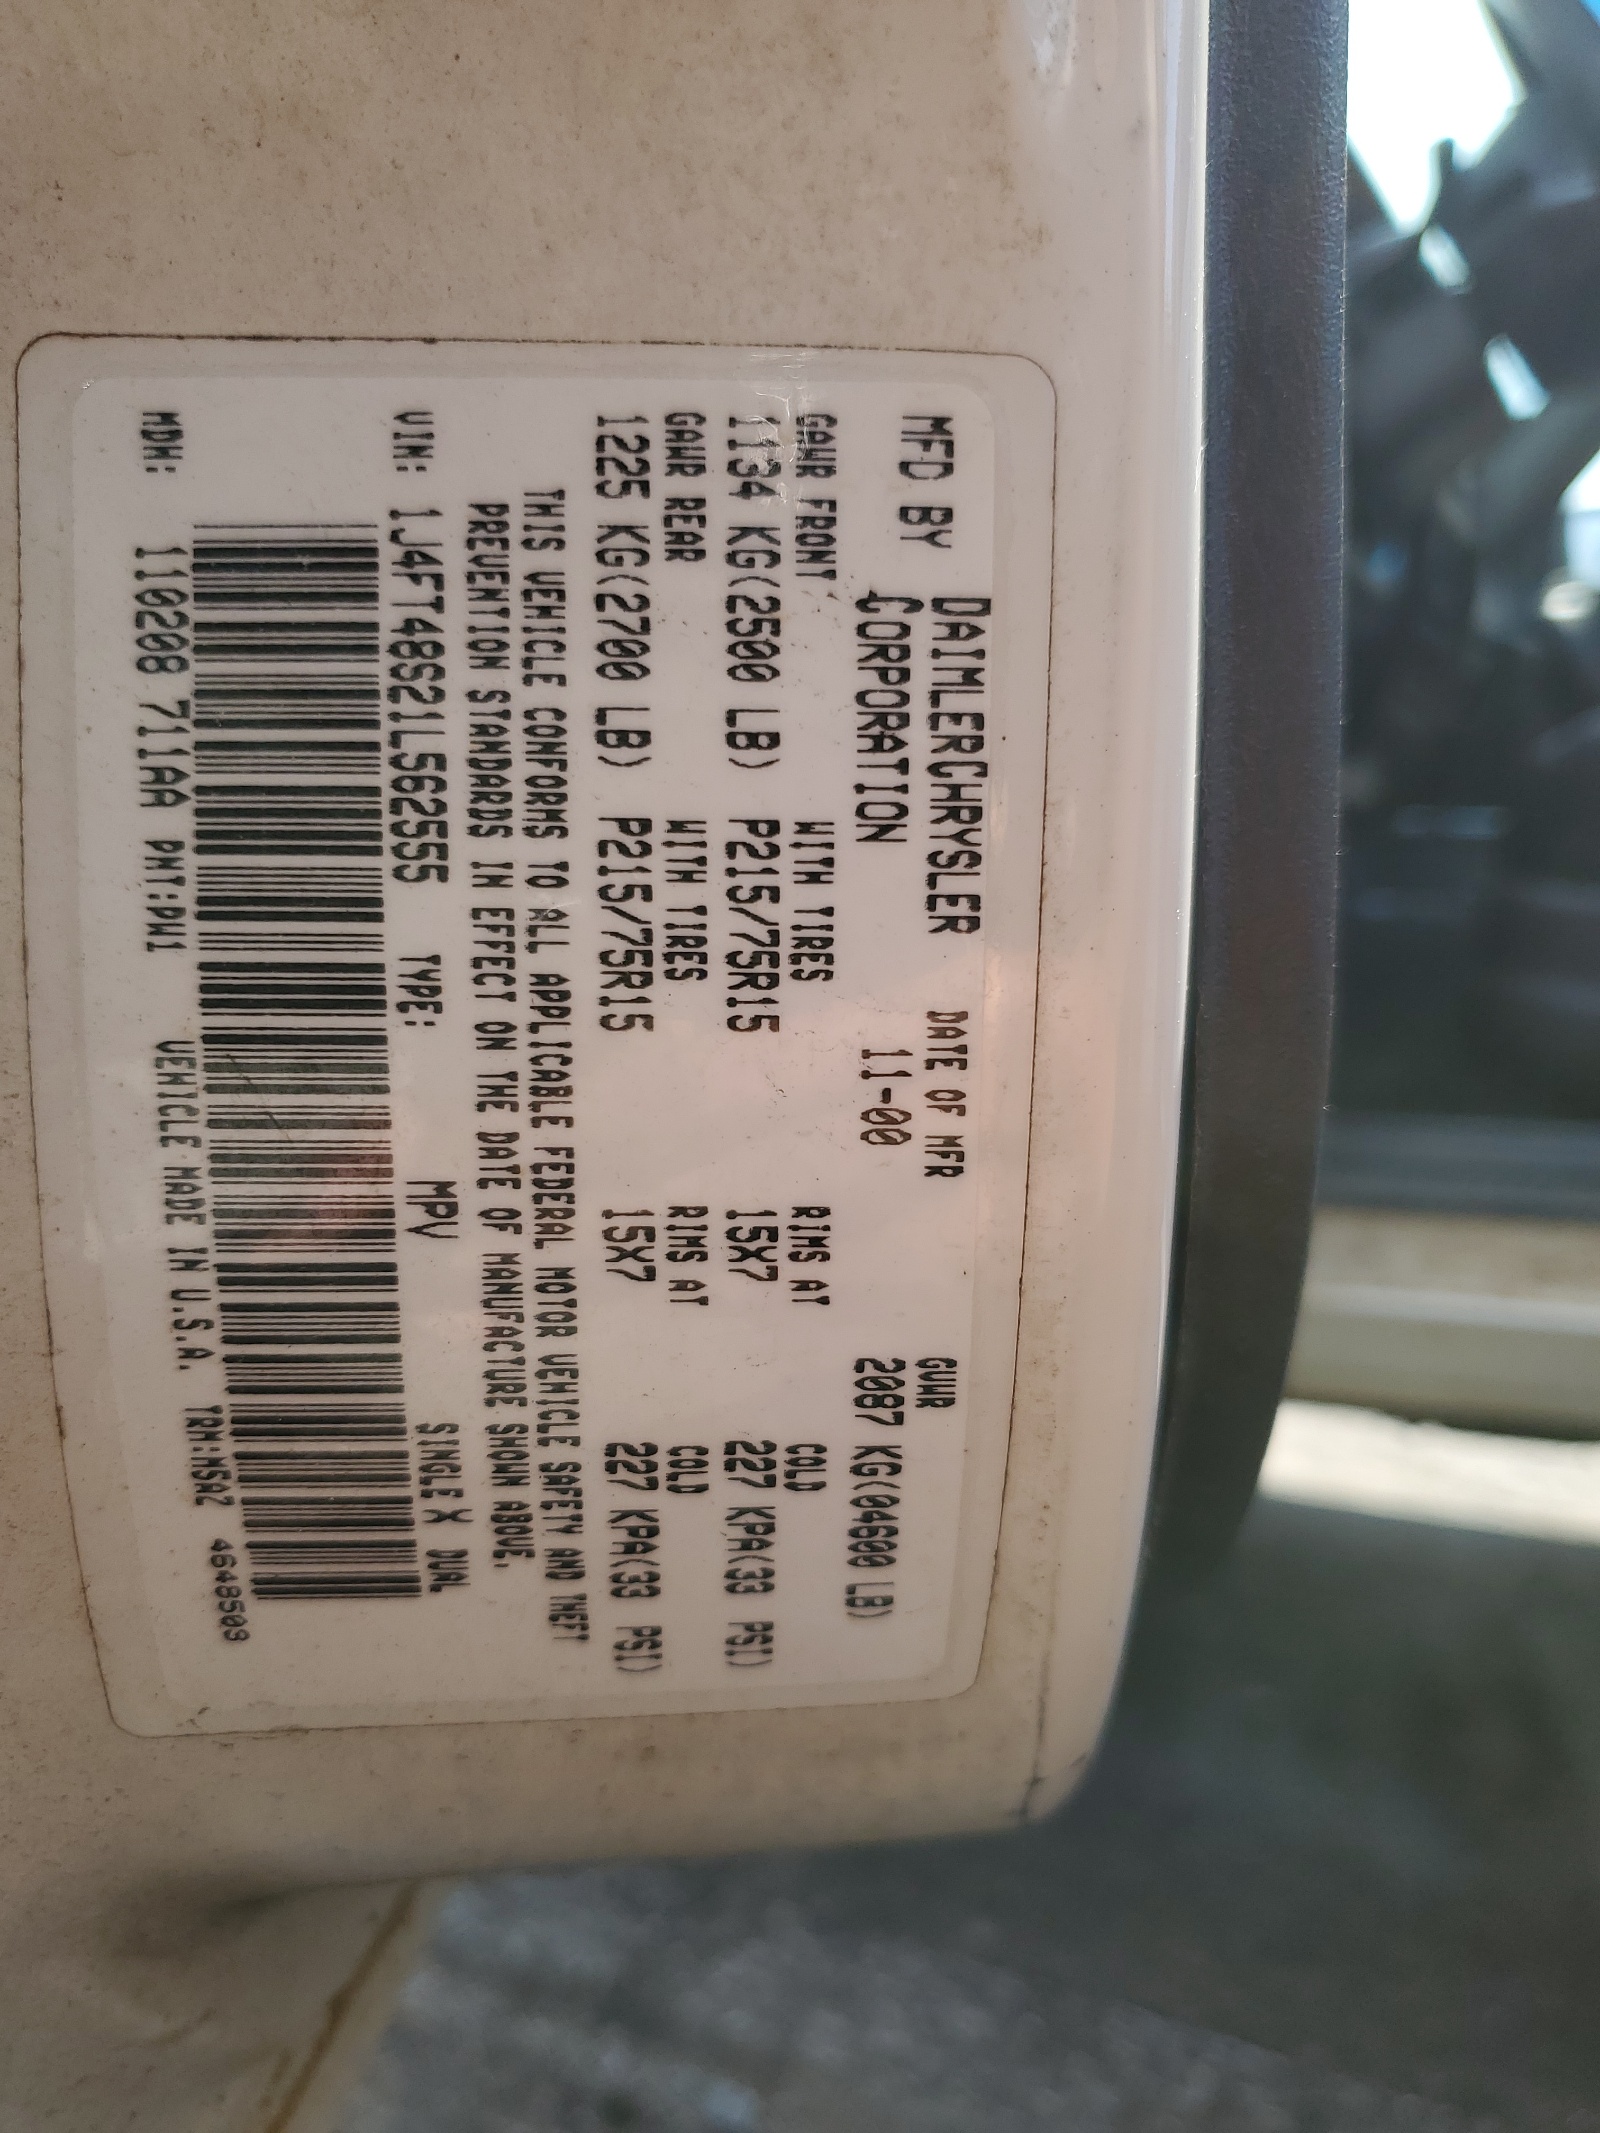 MFD BY DAIMLERCHRYSLER DATE OF MFR GVWR
CORPORATION 11-00 2087 KG(04600 LB)
GAWR FRONT WITH TIRES RIMS AT COLD
1134 KG(2500 LB) P215/75R15 15X7 227 KPA(33 PSI)
GAWR REAR WITH TIRES RIMS AT COLD
1225 KG(2700 LB) P215/75R15 15X7 227 KPA(33 PSI)
THIS VEHICLE CONFORMS TO ALL APPLICABLE FEDERAL MOTOR VEHICLE SAFETY AND THEFT
PREVENTION STANDARDS IN EFFECT ON THE DATE OF MANUFACTURE SHOWN ABOVE.
VIN: 1J4FT48S21L562555 TYPE: MPV SINGLE X DUAL
MDH: 110208 711AA PNT:PW1 VEHICLE MADE IN U.S.A. TRM:M5AZ 4648509